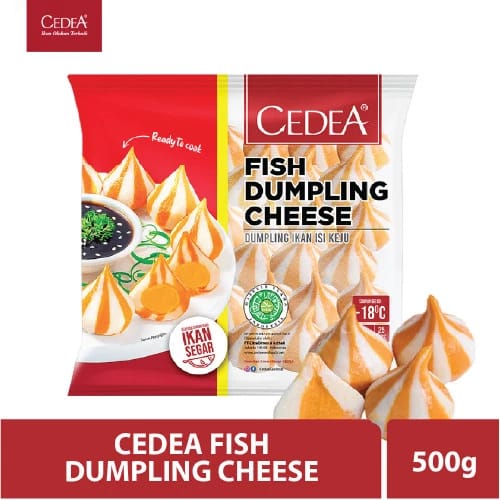 CEDEA®
Ikan Olahan Terbaik
Ready To cook
CEDEA®
FISH
DUMPLING
CHEESE
DUMPLING IKAN ISI KEJU
IKAN
SEGAR
-18°C
25
CEDEA FISH
DUMPLING CHEESE
500g